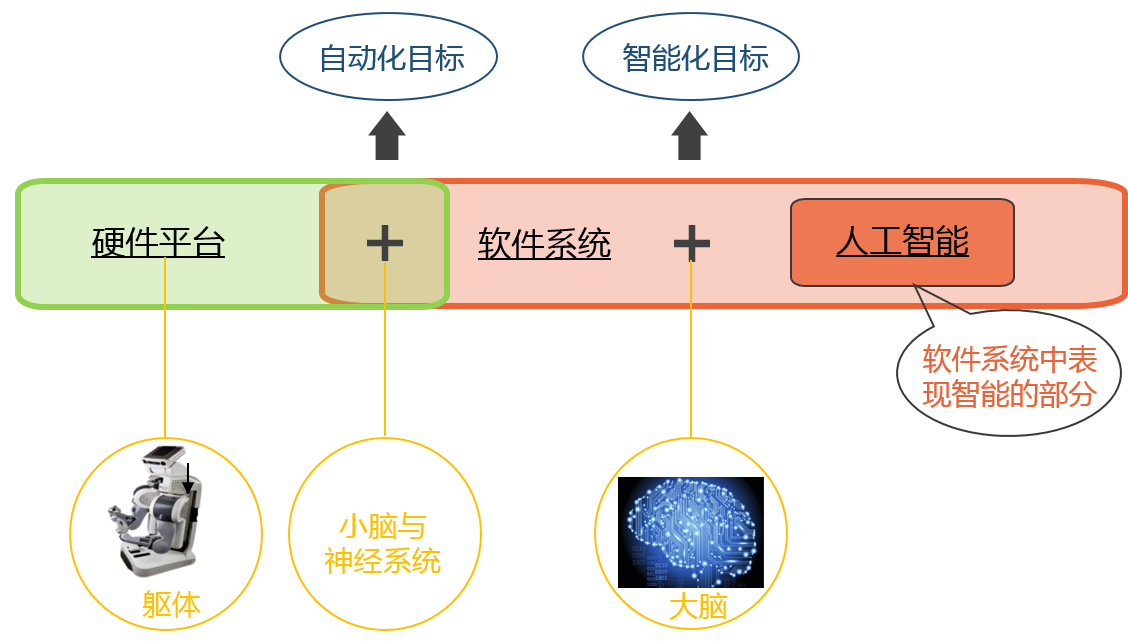 自动化目标
智能化目标
硬件平台
软件系统
人工智能
软件系统中表
现智能的部分
小脑与
神经系统
躯体
大脑